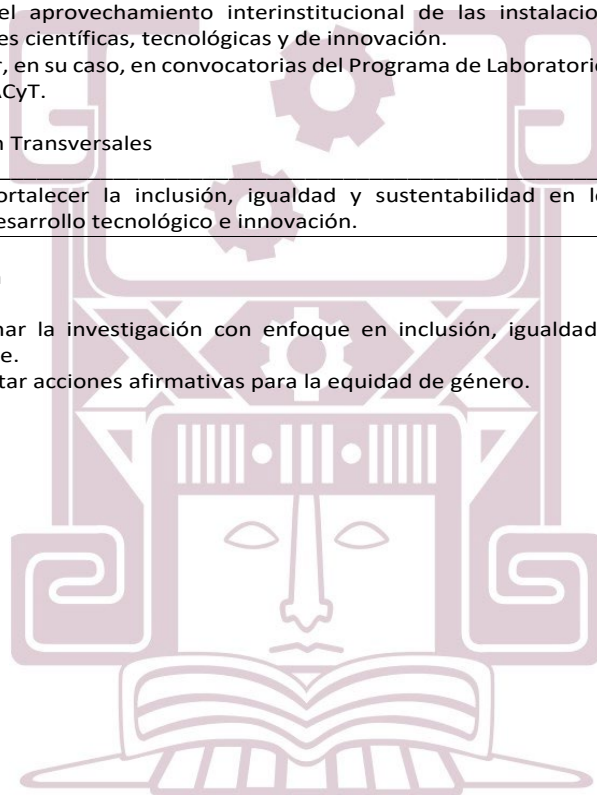 el aprovechamiento interinstitucional de las instalacio
es científicas, tecnológicas y de innovación.
r, en su caso, en convocatorias del Programa de Laboratori
ACyT.
n Transversales
ortalecer la inclusión, igualdad y sustentabilidad en l
esarrollo tecnológico e innovación.
nar la investigación con enfoque en inclusión, igualdad
e.
tar acciones afirmativas para la equidad de género.